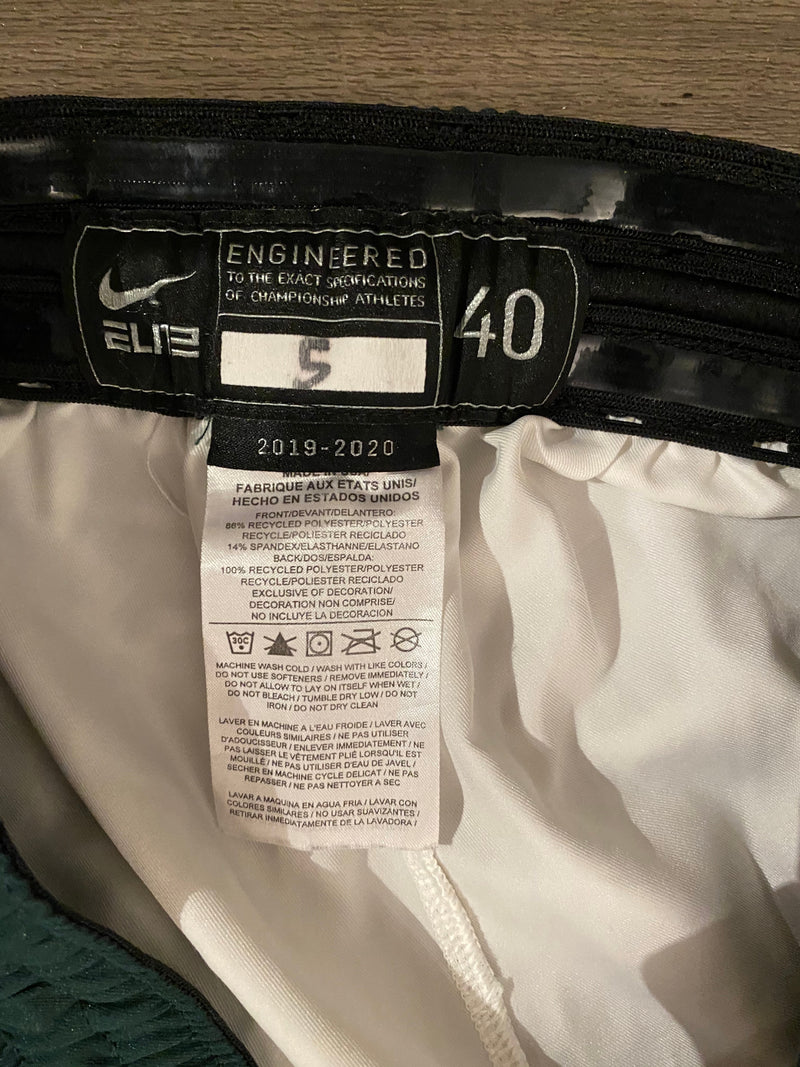 ENGINEERED
TO THE EXACT SPECIFICATIONS
OF CHAMPIONSHIP ATHLETES
ELITE
5
40
2019-2020
MADE IN USA/
FABRIQUE AUX ETATS UNIS/
HECHO EN ESTADOS UNIDOS
FRONT/DEVANT/DELANTERO:
86% RECYCLED POLYESTER/POLYESTER
RECYCLE/POLIESTER RECICLADO
14% SPANDEX/ELASTHANNE/ELASTANO
BACK/DOS/ESPALDA:
100% RECYCLED POLYESTER/POLYESTER
RECYCLE/POLIESTER RECICLADO
EXCLUSIVE OF DECORATION/
DECORATION NON COMPRISE/
NO INCLUYE LA DECORACION
30C
MACHINE WASH COLD / WASH WITH LIKE COLORS /
DO NOT USE SOFTENERS / REMOVE IMMEDIATELY /
DO NOT ALLOW TO LAY ON ITSELF WHEN WET /
DO NOT BLEACH / TUMBLE DRY LOW / DO NOT
IRON / DO NOT DRY CLEAN
LAVER EN MACHINE A L'EAU FROIDE / LAVER AVEC
COULEURS SIMILAIRES / NE PAS UTILISER
D'ADOUCISSEUR / ENLEVER IMMEDIATEMENT / NE
PAS LAISSER LE VÊTEMENT PLIÉ LORSQU'IL EST
MOUILLÉ / NE PAS UTILISER D'EAU DE JAVEL /
SECHER EN MACHINE CYCLE DELICAT / NE PAS
REPASSER / NE PAS NETTOYER A SEC
LAVAR A MAQUINA EN AGUA FRIA / LAVAR CON
COLORES SIMILARES / NO USAR SUAVIZANTES /
RETIRAR INMEDIATAMENTE DE LA LAVADORA /